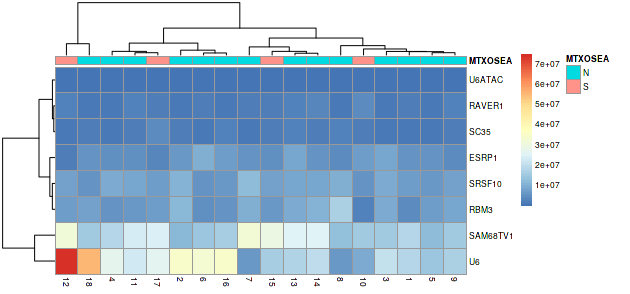 MTXOSEA
U6ATAC
RAVER1
SC35
ESRP1
SRSF10
RBM3
SAM68TV1
U6
12 18 4 11 17 2 6 16 7 15 13 14 8 10 3 1 5 9
7e+07
6e+07
5e+07
4e+07
3e+07
2e+07
1e+07
MTXOSEA
N
S